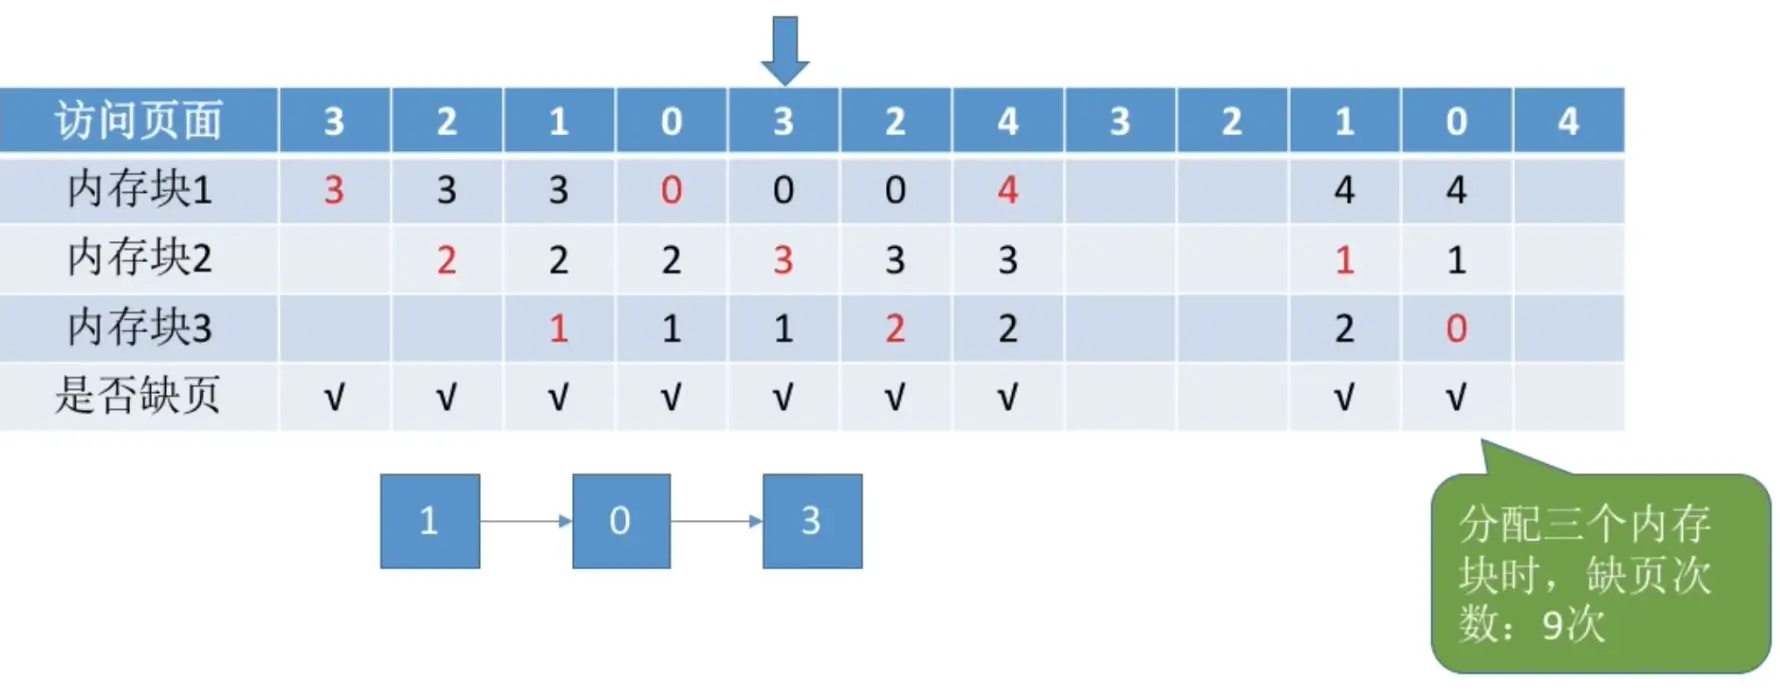 访问页面 3 2 1 0 3 2 4 3 2 1 0 4
内存块1 3 3 3 0 0 0 4 4 4
内存块2 2 2 2 3 3 3 1 1
内存块3 1 1 1 2 2 2 0
是否缺页 √ √ √ √ √ √ √ √ √
1 0 3
分配三个内存
块时，缺页次
数：9次